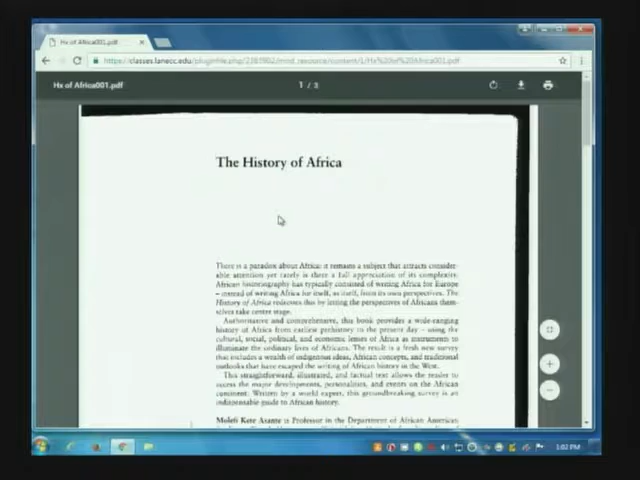 Hx of Africa001.pdf
https://classes.lanecc.edu/pluginfile.php/
Hx of Africa001.pdf
1 / 3
The History of Africa
There is a paradox about Africa: it remains a subject that attracts consider-
able attention yet rarely is there a full appreciation of its complexity.
African historiography has typically consisted of writing Africa for Europe
– instead of writing Africa for itself, as itself, from its own perspectives. The
History of Africa redresses this by letting the perspectives of Africans them-
selves take center stage.
Authoritative and comprehensive, this book provides a wide-ranging
history of Africa from earliest prehistory to the present day – using the
cultural, social, political, and economic lenses of Africa as instruments to
illuminate the ordinary lives of Africans. The result is a fresh new survey
that includes a wealth of indigenous ideas, African concepts, and traditional
outlooks that have escaped the writing of African history in the West.
This straightforward, illustrated, and factual text allows the reader to
access the major developments, personalities, and events on the African
continent. Written by a world expert, this groundbreaking survey is an
indispensable guide to African history.
Molefi Kete Asante is Professor in the Department of African American
1:02 PM